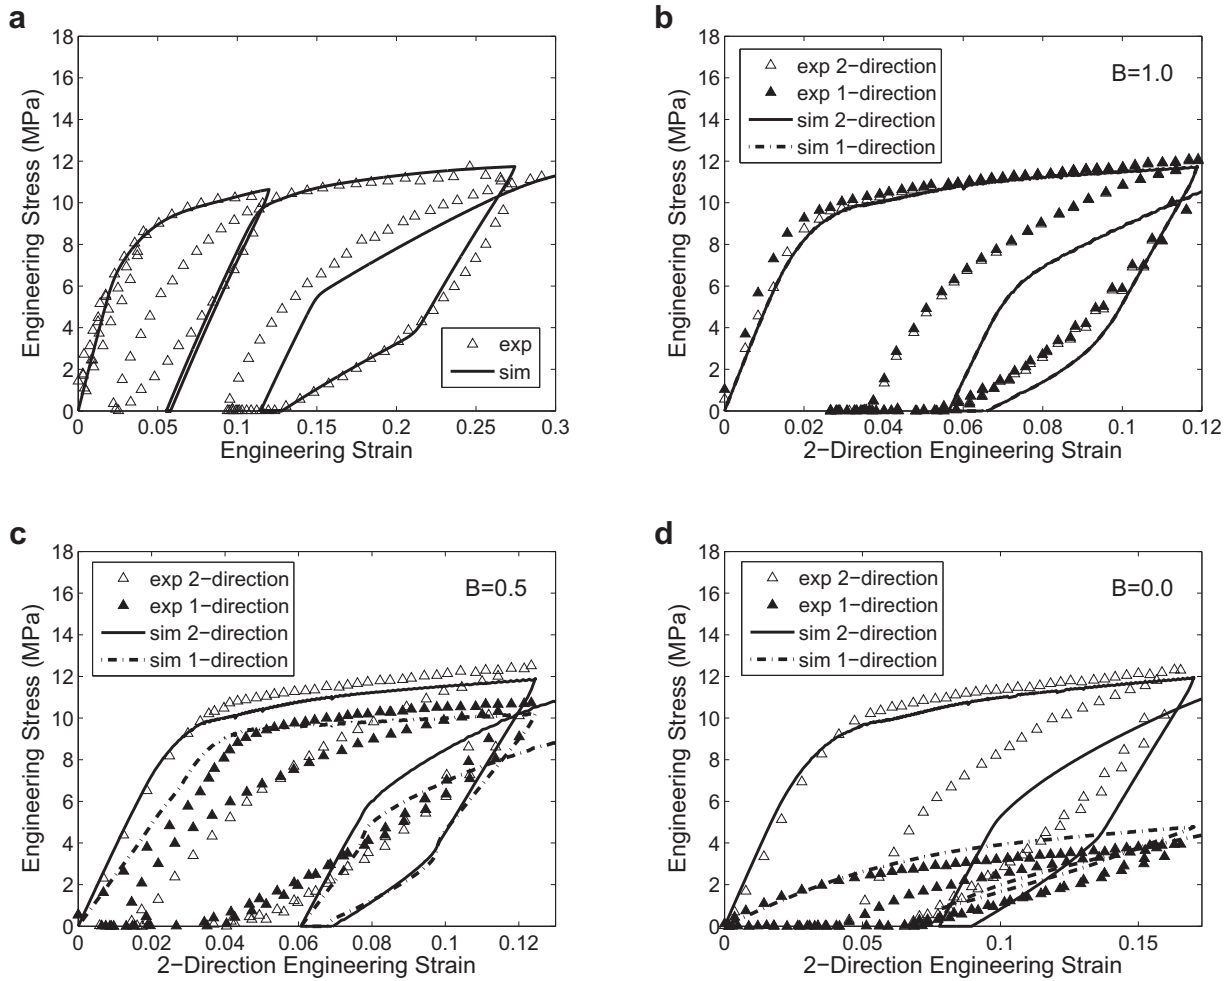 a
18
16
14
12
10
8
6
4
2
0
Engineering Stress (MPa)
exp
sim
0 0.05 0.1 0.15 0.2 0.25 0.3
Engineering Strain
b
18
16
14
12
10
8
6
4
2
0
Engineering Stress (MPa)
exp 2−direction
exp 1−direction
sim 2−direction
sim 1−direction
B=1.0
0 0.02 0.04 0.06 0.08 0.1 0.12
2−Direction Engineering Strain
c
18
16
14
12
10
8
6
4
2
0
Engineering Stress (MPa)
exp 2−direction
exp 1−direction
sim 2−direction
sim 1−direction
B=0.5
0 0.02 0.04 0.06 0.08 0.1 0.12
2−Direction Engineering Strain
d
18
16
14
12
10
8
6
4
2
0
Engineering Stress (MPa)
exp 2−direction
exp 1−direction
sim 2−direction
sim 1−direction
B=0.0
0 0.05 0.1 0.15
2−Direction Engineering Strain